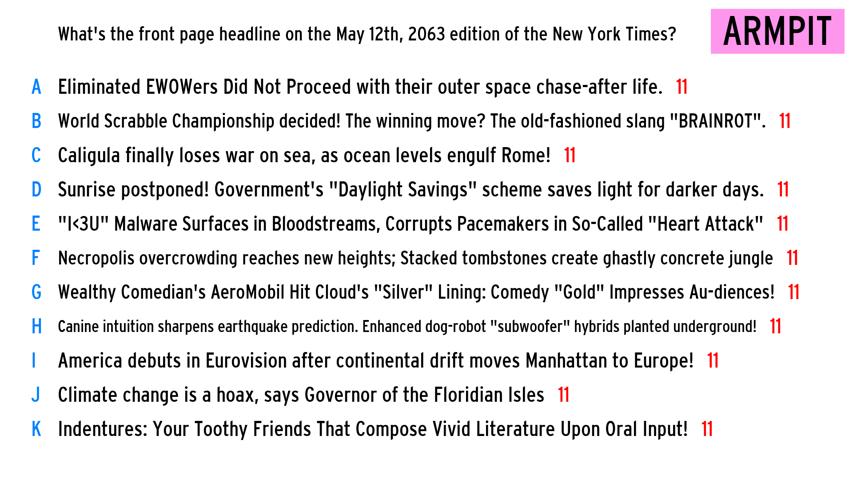 What's the front page headline on the May 12th, 2063 edition of the New York Times?
ARMPIT
A Eliminated EWOWers Did Not Proceed with their outer space chase-after life. 11
B World Scrabble Championship decided! The winning move? The old-fashioned slang "BRAINROT". 11
C Caligula finally loses war on sea, as ocean levels engulf Rome! 11
D Sunrise postponed! Government's "Daylight Savings" scheme saves light for darker days. 11
E "I<3U" Malware Surfaces in Bloodstreams, Corrupts Pacemakers in So-Called "Heart Attack" 11
F Necropolis overcrowding reaches new heights; Stacked tombstones create ghastly concrete jungle 11
G Wealthy Comedian's AeroMobil Hit Cloud's "Silver" Lining: Comedy "Gold" Impresses Au-diences! 11
H Canine intuition sharpens earthquake prediction. Enhanced dog-robot "subwoofer" hybrids planted underground! 11
I America debuts in Eurovision after continental drift moves Manhattan to Europe! 11
J Climate change is a hoax, says Governor of the Floridian Isles 11
K Indentures: Your Toothy Friends That Compose Vivid Literature Upon Oral Input! 11